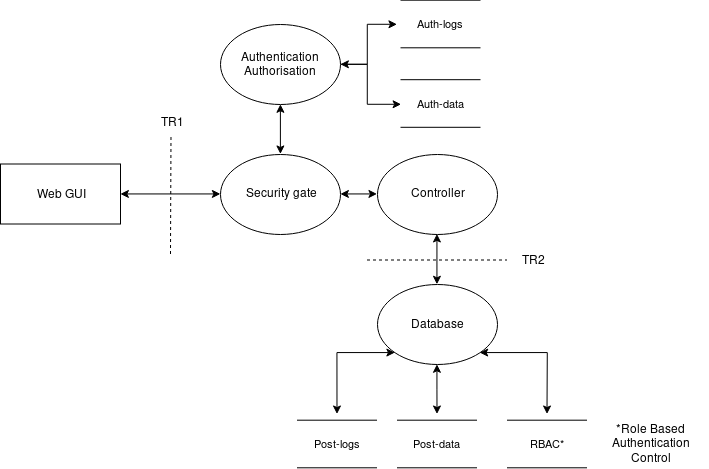 Auth-logs
Authentication
Authorisation
Auth-data
TR1
Web GUI
Security gate
Controller
TR2
Database
Post-logs
Post-data
RBAC*
*Role Based
Authentication
Control